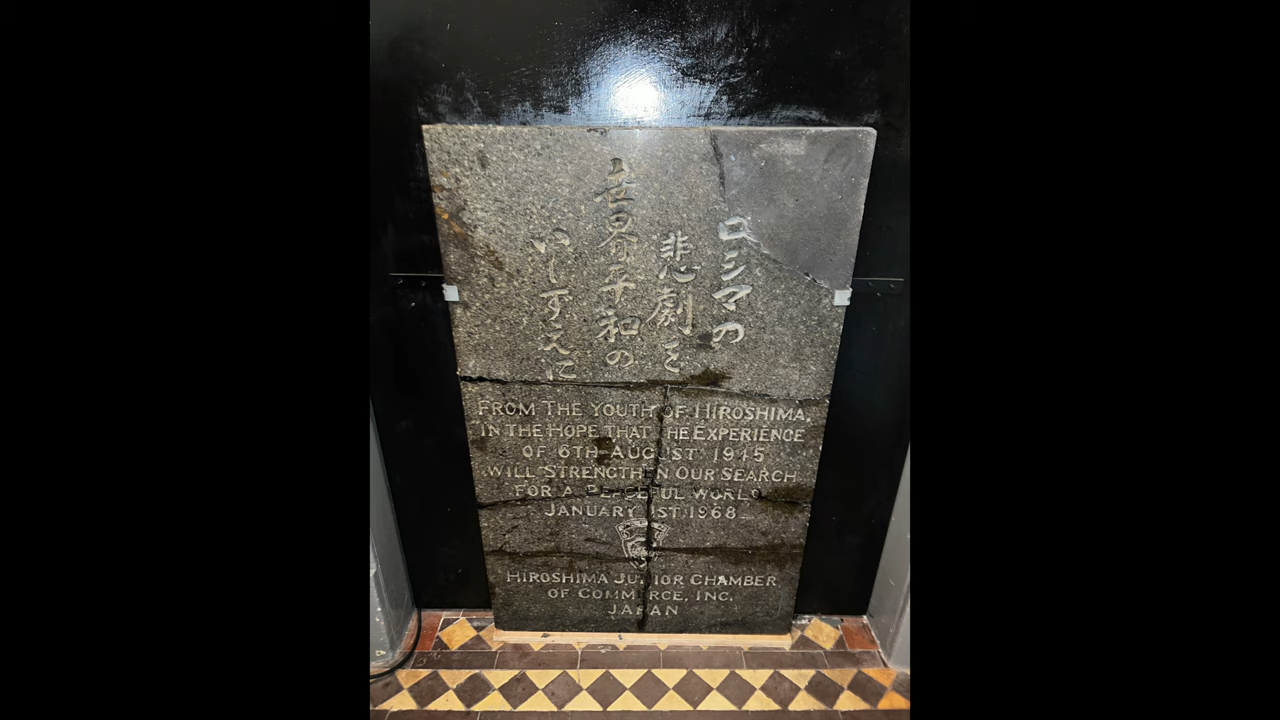 ロシマの
悲劇を
世界平和の
いしずえに
FROM THE YOUTH OF HIROSHIMA,
IN THE HOPE THAT THE EXPERIENCE
OF 6TH AUGUST 1945
WILL STRENGTHEN OUR SEARCH
FOR A PEACEFUL WORLD
JANUARY 1ST 1968
HIROSHIMA JUNIOR CHAMBER
OF COMMERCE, INC.
JAPAN